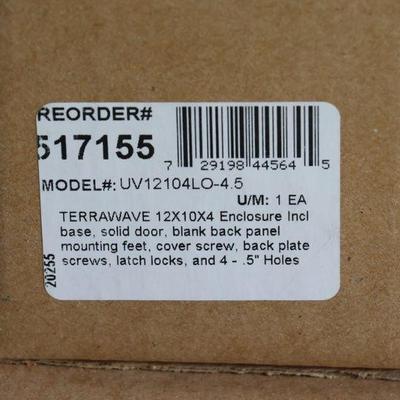 REORDER#
517155
7 29198 44564 5
MODEL#: UV12104LO-4.5
U/M: 1 EA
TERRAWAVE 12X10X4 Enclosure Incl
base, solid door, blank back panel
mounting feet, cover screw, back plate
screws, latch locks, and 4 - .5" Holes
20255